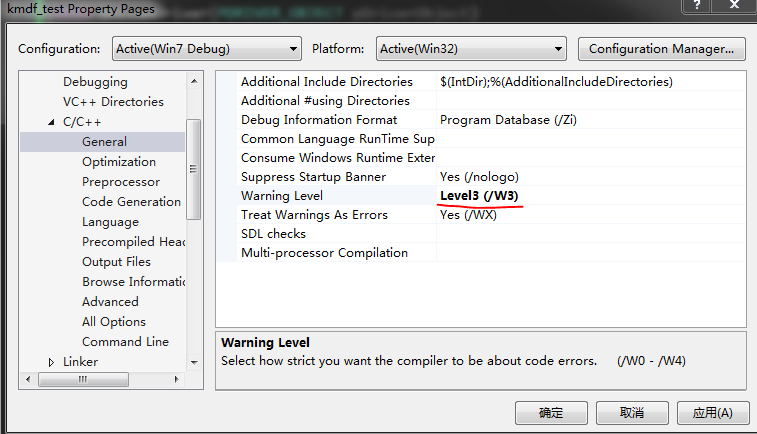 kmdf_test Property Pages
Configuration: Active(Win7 Debug) Platform: Active(Win32) Configuration Manager...
Debugging
VC++ Directories
C/C++
General
Optimization
Preprocessor
Code Generation
Language
Precompiled Head
Output Files
Browse Informatic
Advanced
All Options
Command Line
Linker
Additional Include Directories $(IntDir);%(AdditionalIncludeDirectories)
Additional #using Directories
Debug Information Format Program Database (/Zi)
Common Language RunTime Sup
Consume Windows Runtime Exter
Suppress Startup Banner Yes (/nologo)
Warning Level Level3 (/W3)
Treat Warnings As Errors Yes (/WX)
SDL checks
Multi-processor Compilation
Warning Level
Select how strict you want the compiler to be about code errors. (/W0 - /W4)
确定 取消 应用(A)